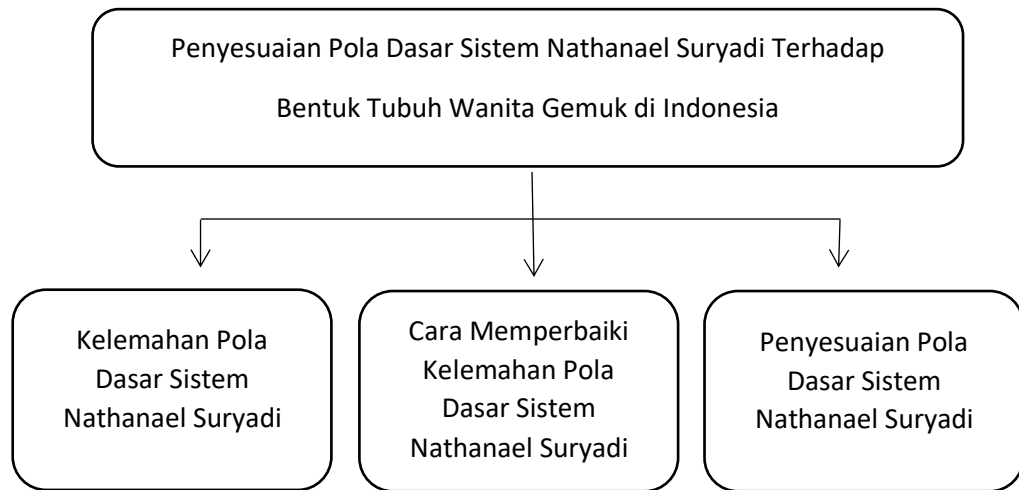 Penyesuaian Pola Dasar Sistem Nathanael Suryadi Terhadap
Bentuk Tubuh Wanita Gemuk di Indonesia
Kelemahan Pola
Dasar Sistem
Nathanael Suryadi
Cara Memperbaiki
Kelemahan Pola
Dasar Sistem
Nathanael Suryadi
Penyesuaian Pola
Dasar Sistem
Nathanael Suryadi